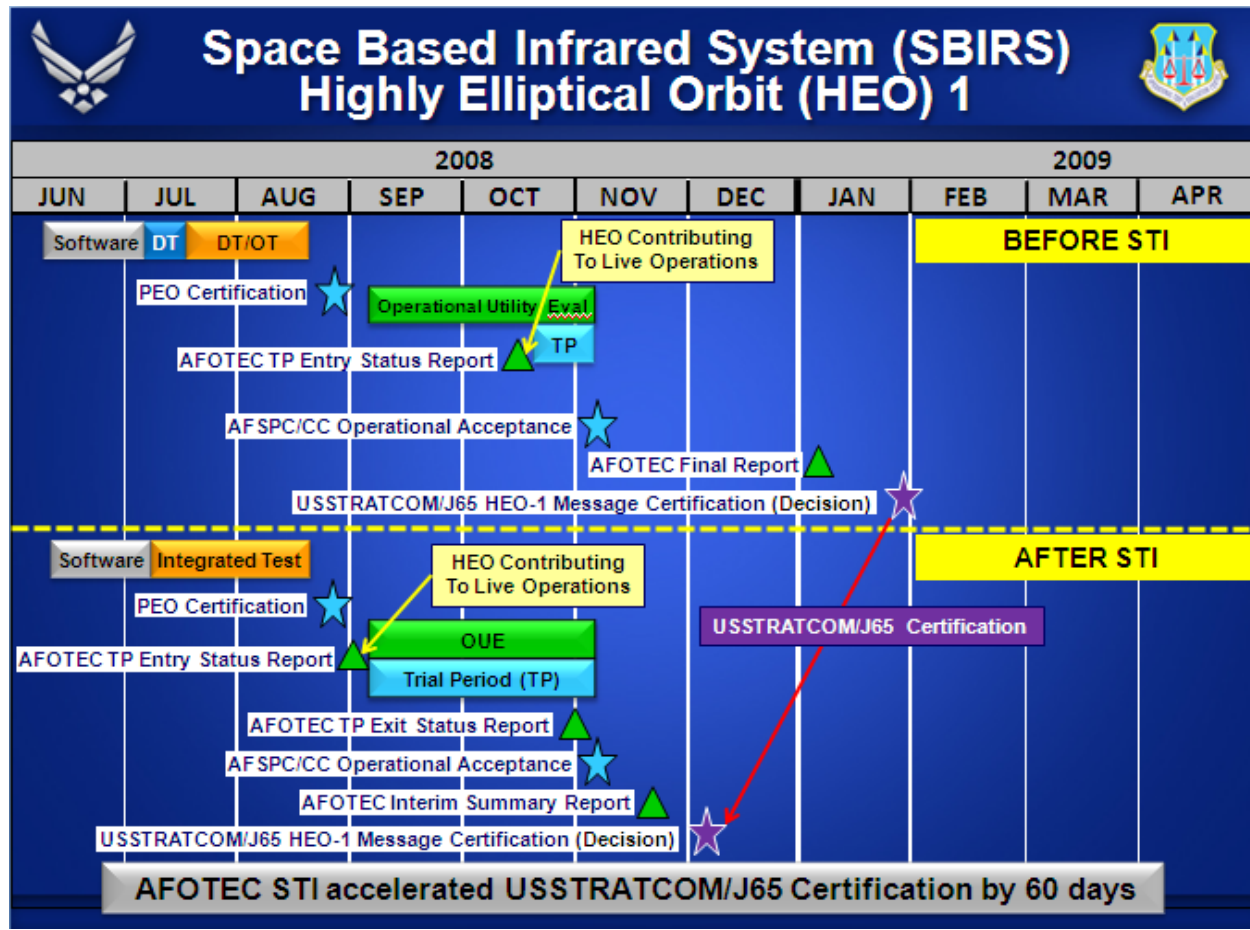 Space Based Infrared System (SBIRS)
Highly Elliptical Orbit (HEO) 1
2008
2009
JUN
JUL
AUG
SEP
OCT
NOV
DEC
JAN
FEB
MAR
APR
Software
DT
DT/OT
HEO Contributing
To Live Operations
BEFORE STI
PEO Certification
Operational Utility Eval
TP
AFOTEC TP Entry Status Report
AFSPC/CC Operational Acceptance
AFOTEC Final Report
USSTRATCOM/J65 HEO-1 Message Certification (Decision)
Software
Integrated Test
HEO Contributing
To Live Operations
AFTER STI
PEO Certification
USSTRATCOM/J65 Certification
OUE
AFOTEC TP Entry Status Report
Trial Period (TP)
AFOTEC TP Exit Status Report
AFSPC/CC Operational Acceptance
AFOTEC Interim Summary Report
USSTRATCOM/J65 HEO-1 Message Certification (Decision)
AFOTEC STI accelerated USSTRATCOM/J65 Certification by 60 days